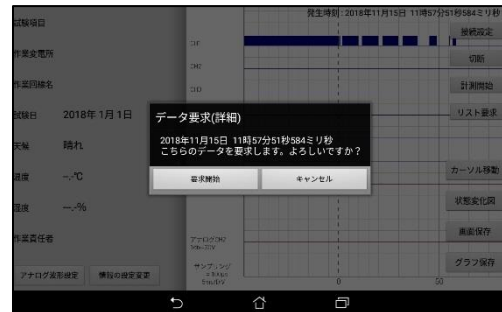 発生時刻:2018年11月15日 11時57分51秒584ミリ秒
試験項目
作業変電所
作業回線名
試験日 2018年 1月 1日
天候 晴れ
温度 --.-℃
湿度 ---.-%
作業責任者
アナログ波形設定
情報の設定変更
CH1
CH2
データ要求(詳細)
2018年11月15日 11時57分51秒584ミリ秒
こちらのデータを要求します。よろしいですか?
要求開始
キャンセル
アナログCH2
サンプリング
0
50
接続設定
切断
計測開始
リスト要求
カーソル移動
状態変化図
画面保存
グラフ保存